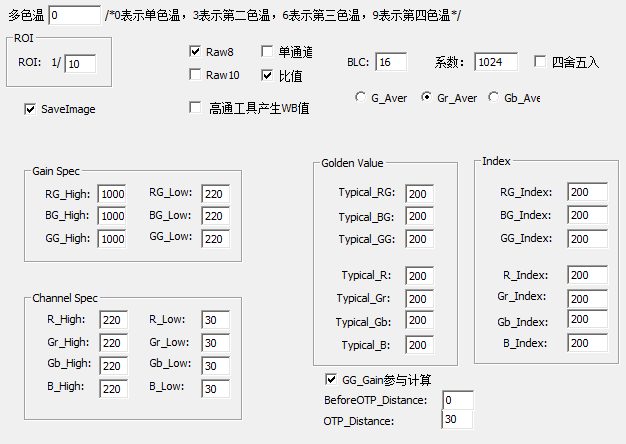 多色温 0 /*0表示单色温，3表示第二色温，6表示第三色温，9表示第四色温*/
ROI
ROI: 1/ 10
SaveImage
Raw8 单通道
Raw10 比值
高通工具产生WB值
BLC: 16 系数: 1024 四舍五入
G_Aver Gr_Aver Gb_Ave
Gain Spec
RG_High: 1000 RG_Low: 220
BG_High: 1000 BG_Low: 220
GG_High: 1000 GG_Low: 220
Channel Spec
R_High: 220 R_Low: 30
Gr_High: 220 Gr_Low: 30
Gb_High: 220 Gb_Low: 30
B_High: 220 B_Low: 30
Golden Value
Typical_RG: 200
Typical_BG: 200
Typical_GG: 200
Typical_R: 200
Typical_Gr: 200
Typical_Gb: 200
Typical_B: 200
Index
RG_Index: 200
BG_Index: 200
GG_Index: 200
R_Index: 200
Gr_Index: 200
Gb_Index: 200
B_Index: 200
GG_Gain参与计算
BeforeOTP_Distance: 0
OTP_Distance: 30